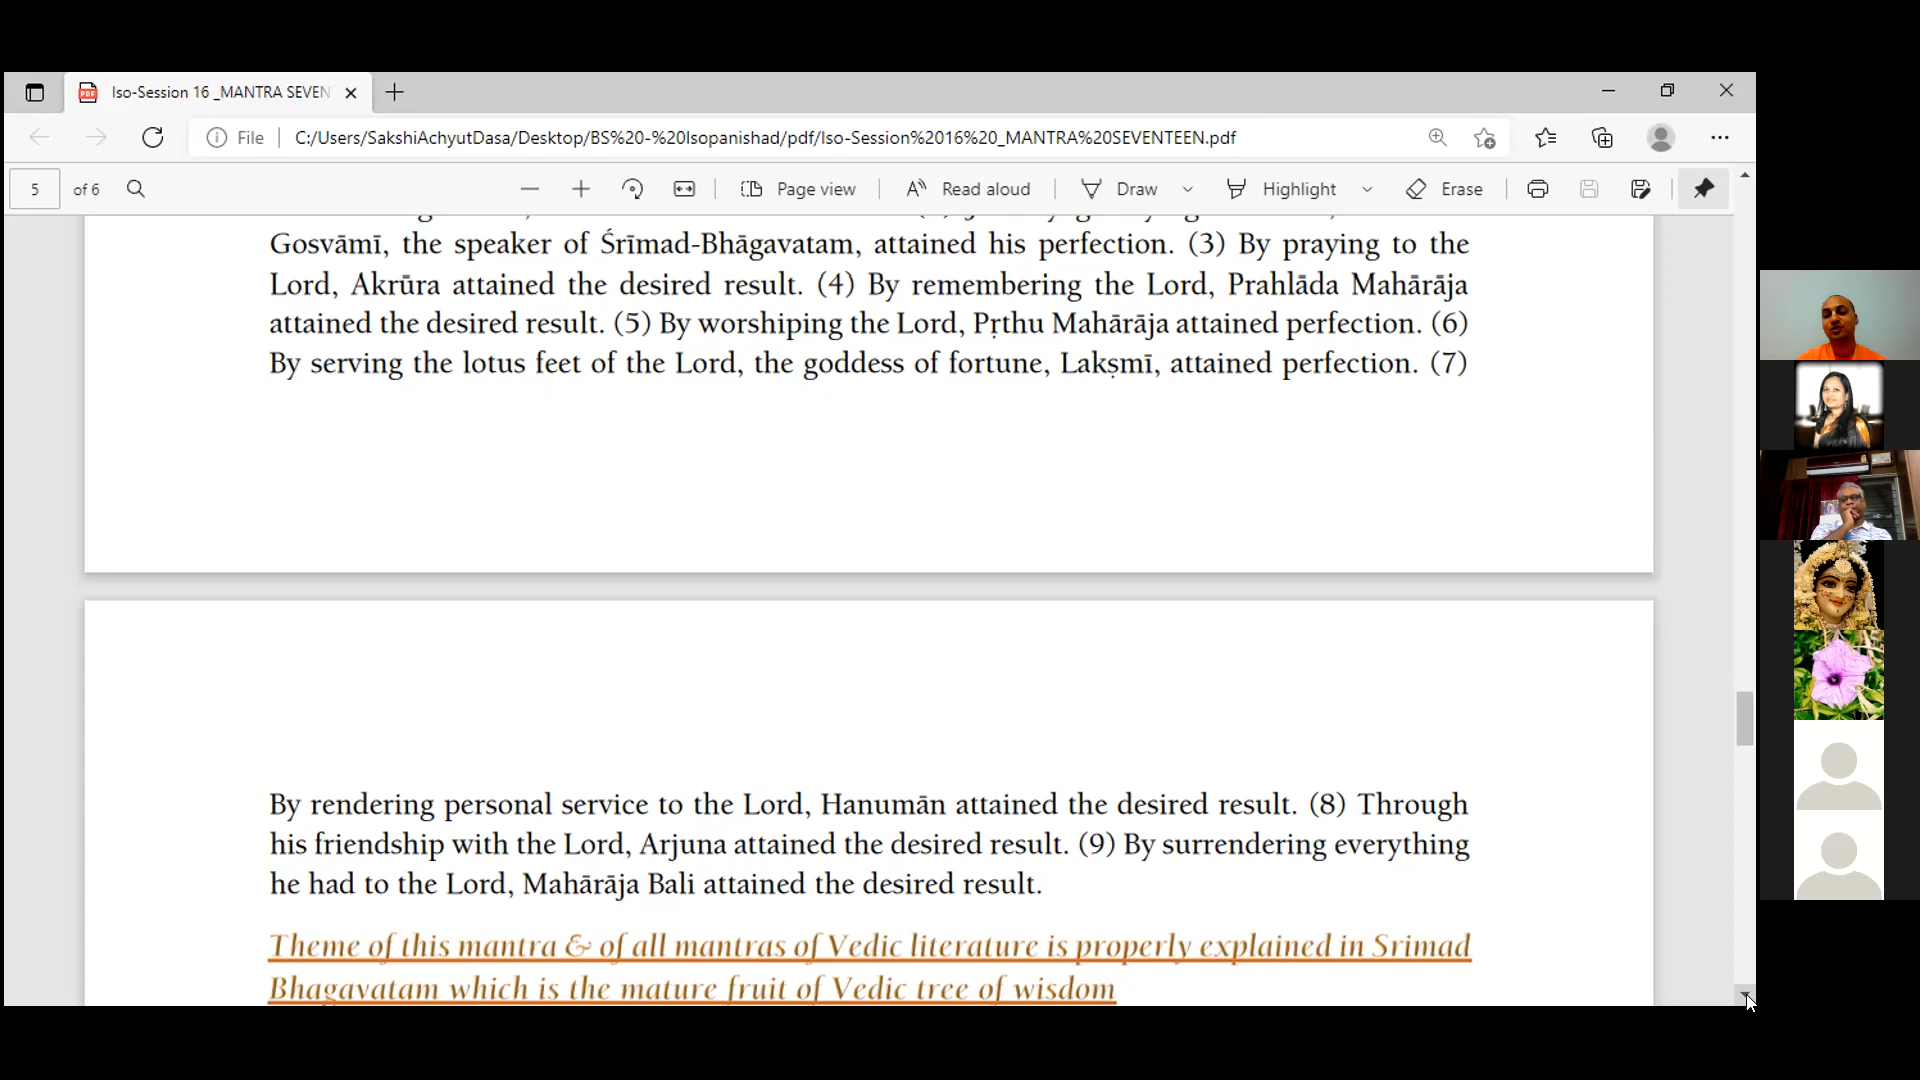 Iso-Session 16 _MANTRA SEVEN
File
C:/Users/SakshiAchyutDasa/Desktop/BS%20-%20Isopanishad/pdf/Iso-Session%2016%20_MANTRA%20SEVENTEEN.pdf
5 of 6
Page view
Read aloud
Draw
Highlight
Erase
Gosvāmī, the speaker of Śrīmad-Bhāgavatam, attained his perfection. (3) By praying to the
Lord, Akrūra attained the desired result. (4) By remembering the Lord, Prahlāda Mahārāja
attained the desired result. (5) By worshiping the Lord, Pṛthu Mahārāja attained perfection. (6)
By serving the lotus feet of the Lord, the goddess of fortune, Lakṣmī, attained perfection. (7)
By rendering personal service to the Lord, Hanumān attained the desired result. (8) Through
his friendship with the Lord, Arjuna attained the desired result. (9) By surrendering everything
he had to the Lord, Mahārāja Bali attained the desired result.
Theme of this mantra & of all mantras of Vedic literature is properly explained in Srimad
Bhagavatam which is the mature fruit of Vedic tree of wisdom